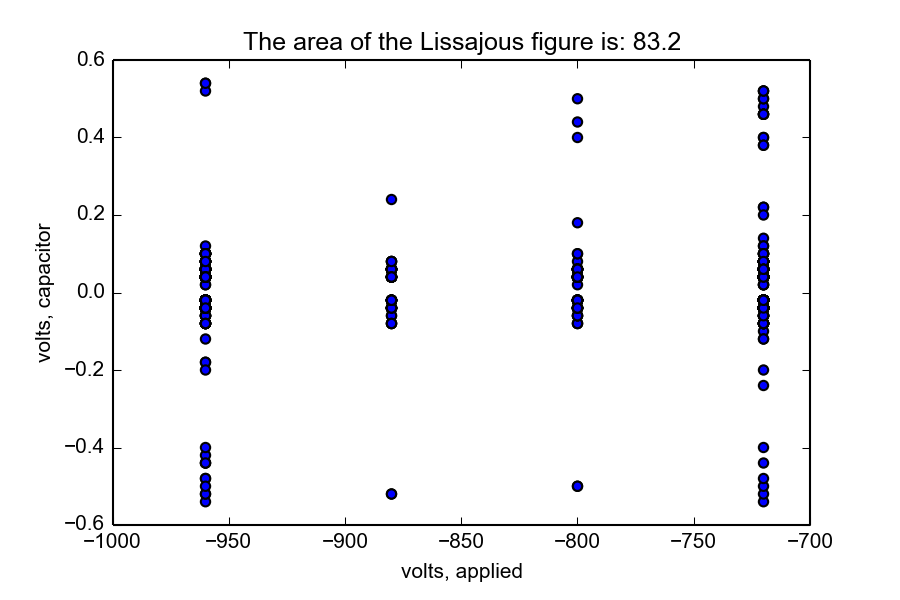 The area of the Lissajous figure is: 83.2
0.6
0.4
0.2
0.0
−0.2
−0.4
−0.6
volts, capacitor
−1000 −950 −900 −850 −800 −750 −700
volts, applied